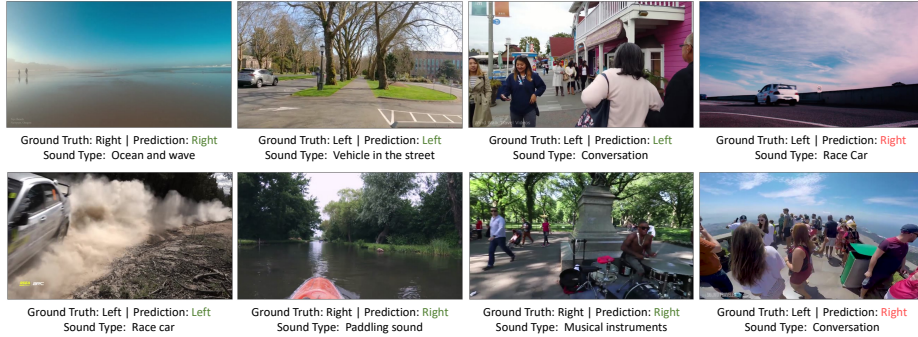 Ground Truth: Right | Prediction: Right
Sound Type: Ocean and wave
Ground Truth: Left | Prediction: Left
Sound Type: Vehicle in the street
Ground Truth: Left | Prediction: Left
Sound Type: Conversation
Ground Truth: Left | Prediction: Right
Sound Type: Race Car
Ground Truth: Left | Prediction: Left
Sound Type: Race car
Ground Truth: Right | Prediction: Right
Sound Type: Paddling sound
Ground Truth: Right | Prediction: Right
Sound Type: Musical instruments
Ground Truth: Left | Prediction: Right
Sound Type: Conversation